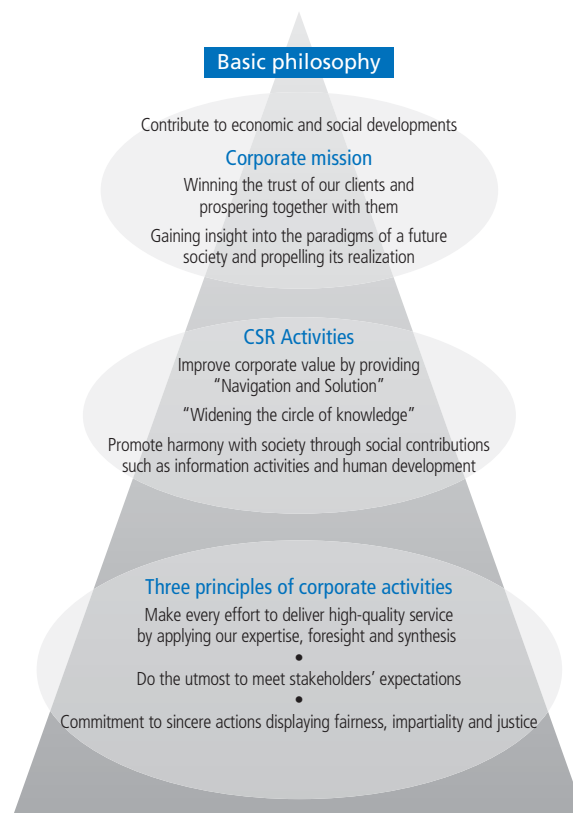 Basic philosophy
Contribute to economic and social developments
Corporate mission
Winning the trust of our clients and
prospering together with them
Gaining insight into the paradigms of a future
society and propelling its realization
CSR Activities
Improve corporate value by providing
“Navigation and Solution”
“Widening the circle of knowledge”
Promote harmony with society through social contributions
such as information activities and human development
Three principles of corporate activities
Make every effort to deliver high-quality service
by applying our expertise, foresight and synthesis
•
Do the utmost to meet stakeholders’ expectations
•
Commitment to sincere actions displaying fairness, impartiality and justice